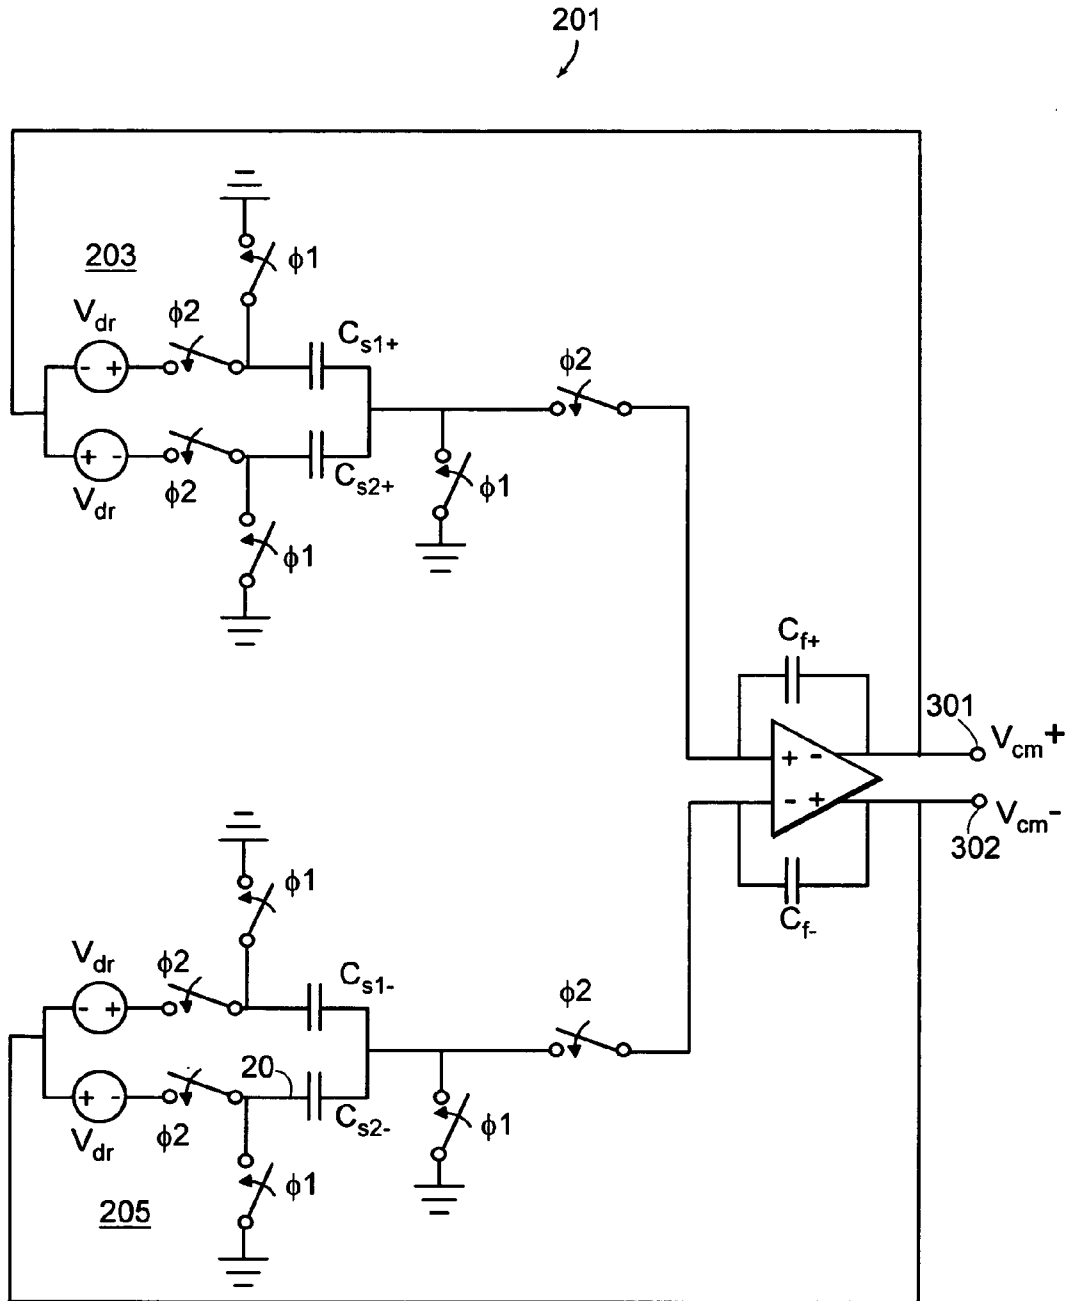 201
203
ϕ1
V_dr
ϕ2
C_s1+
- +
ϕ2
+ -
V_dr
ϕ2
C_s2+
ϕ1
ϕ1
C_f+
301
V_cm+
+ -
- +
V_cm-
302
C_f-
ϕ1
V_dr
ϕ2
C_s1-
ϕ2
- +
20
+ -
V_dr
ϕ2
C_s2-
ϕ1
ϕ1
205